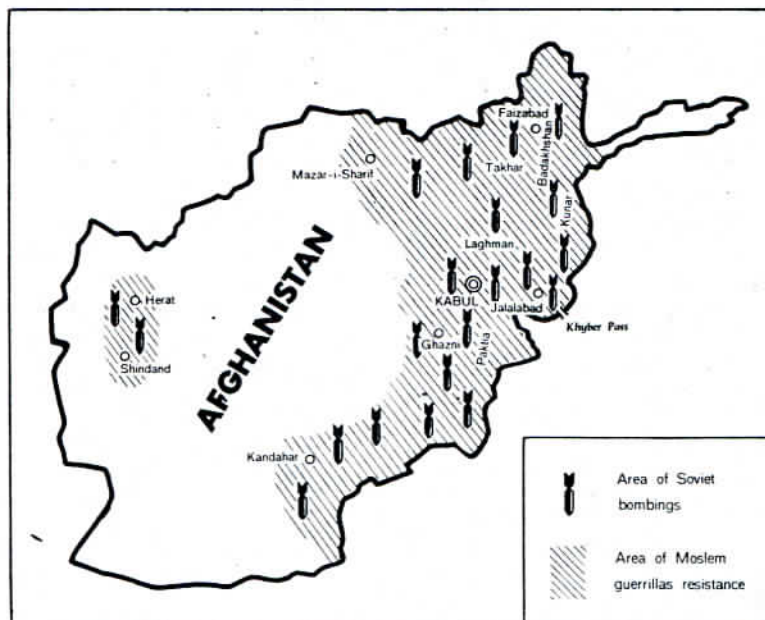 Faizabad
Badakhshan
Takhar
Mazar-i-Sharif
Kunar
Laghman
AFGHANISTAN
Herat
KABUL
Jalalabad
Khyber Pass
Ghazni
Paktia
Shindand
Kandahar
Area of Soviet
bombings
Area of Moslem
guerrillas resistance